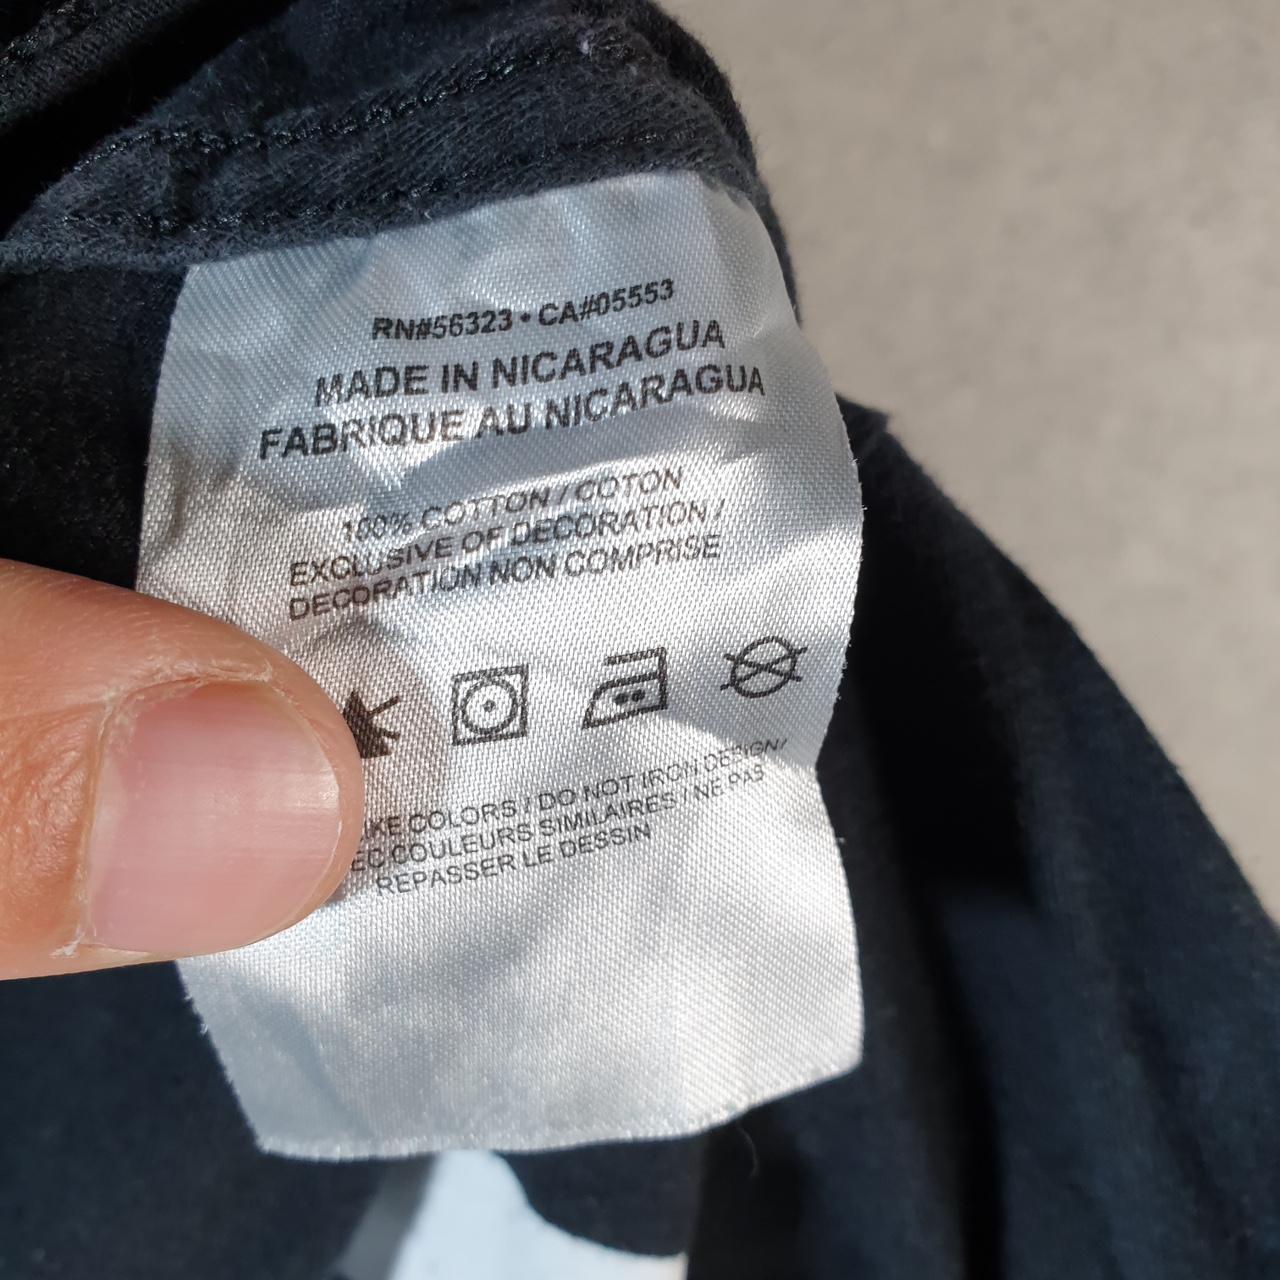 RN#56323 • CA#05553
MADE IN NICARAGUA
FABRIQUE AU NICARAGUA
100% COTTON / COTON
EXCLUSIVE OF DECORATION /
DECORATION NON COMPRISE
COLORS / DO NOT IRON DESIGN /
COULEURS SIMILAIRES / NE PAS
REPASSER LE DESSIN